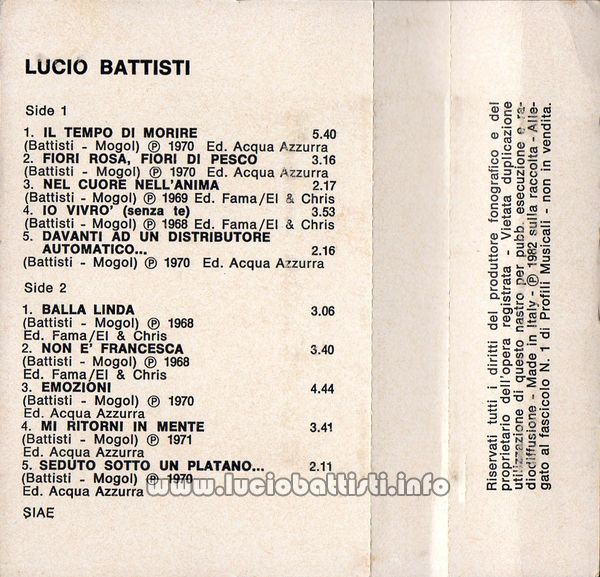 LUCIO BATTISTI
Side 1
1. IL TEMPO DI MORIRE 5.40
(Battisti - Mogol) ℗ 1970 Ed. Acqua Azzurra
2. FIORI ROSA, FIORI DI PESCO 3.16
(Battisti - Mogol) ℗ 1970 Ed. Acqua Azzurra
3. NEL CUORE NELL'ANIMA 2.17
(Battisti - Mogol) ℗ 1969 Ed. Fama/El & Chris
4. IO VIVRO' (senza te) 3.53
(Battisti - Mogol) ℗ 1968 Ed. Fama/El & Chris
5. DAVANTI AD UN DISTRIBUTORE
AUTOMATICO... 2.16
(Battisti - Mogol) ℗ 1970 Ed. Acqua Azzurra
Side 2
1. BALLA LINDA 3.06
(Battisti - Mogol) ℗ 1968
Ed. Fama/El & Chris
2. NON E' FRANCESCA 3.40
(Battisti - Mogol) ℗ 1968
Ed. Fama/El & Chris
3. EMOZIONI 4.44
(Battisti - Mogol) ℗ 1970
Ed. Acqua Azzurra
4. MI RITORNI IN MENTE 3.41
(Battisti - Mogol) ℗ 1971
Ed. Acqua Azzurra
5. SEDUTO SOTTO UN PLATANO... 2.11
(Battisti - Mogol) ℗ 1970
Ed. Acqua Azzurra
www.luciobattisti.info
SIAE
Riservati tutti i diritti del produttore fonografico e del
proprietario dell'opera registrata - Vietata duplicazione
utilizzazione di questo nastro per pubb. esecuzione e ra-
diodiffusione - Made in Italy - ℗ 1982 sulla raccolta - Alle-
gato al fascicolo N. 1 di Profili Musicali - non in vendita.